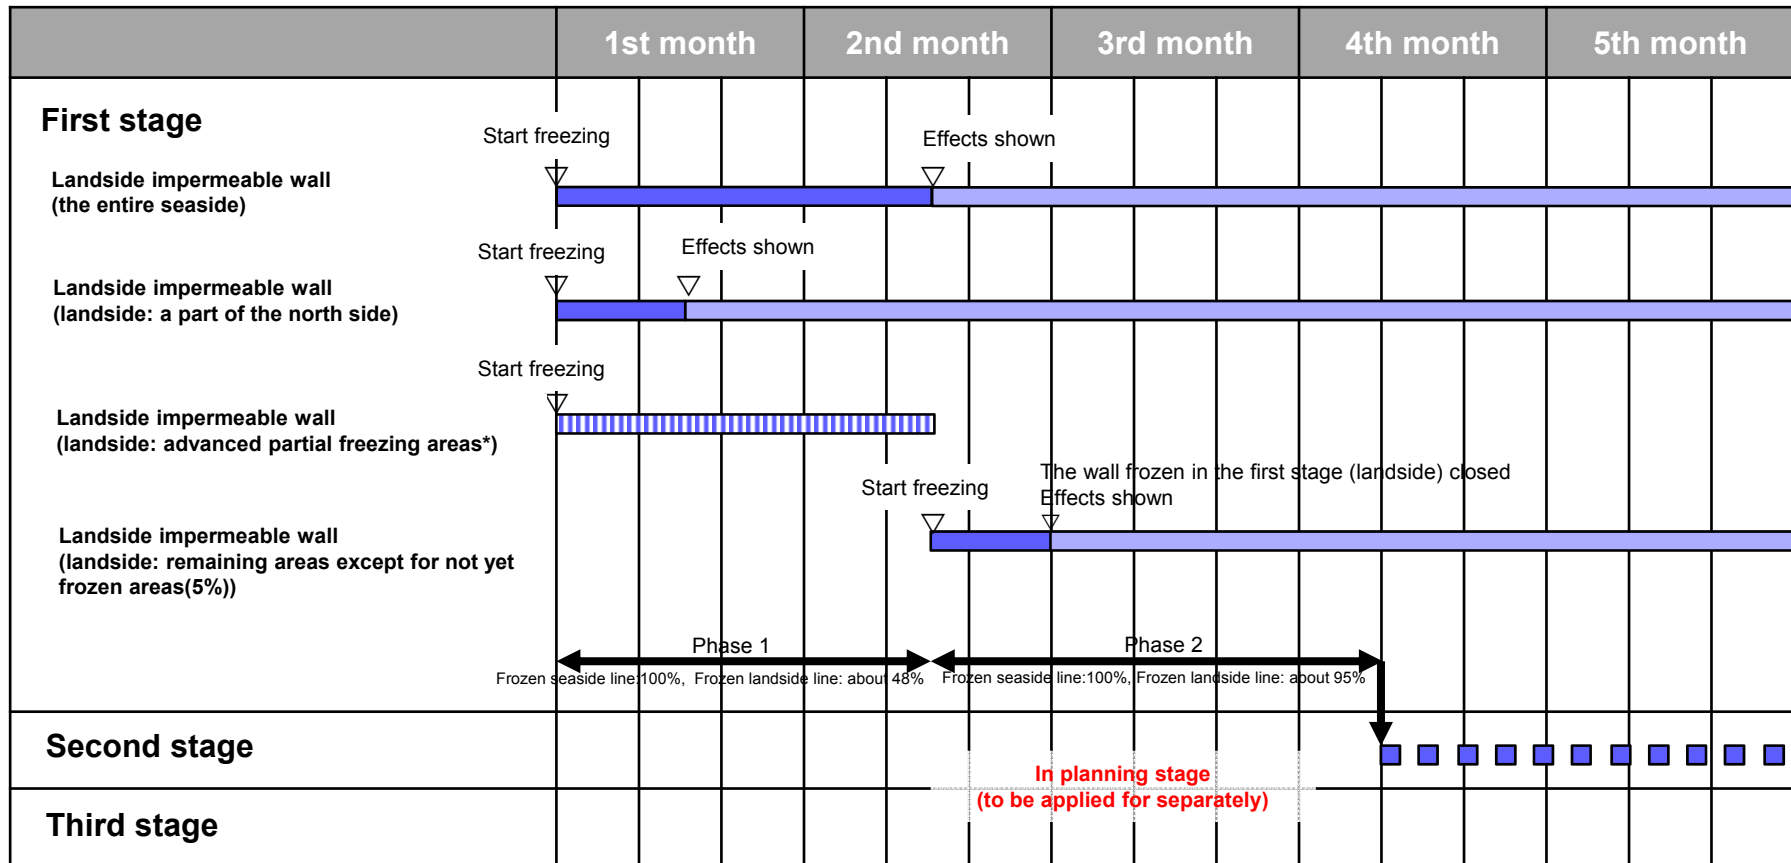 1st month 2nd month 3rd month 4th month 5th month
First stage
Start freezing
Effects shown
Landside impermeable wall
(the entire seaside)
Start freezing
Effects shown
Landside impermeable wall
(landside: a part of the north side)
Start freezing
Landside impermeable wall
(landside: advanced partial freezing areas*)
The wall frozen in the first stage (landside) closed
Start freezing
Effects shown
Landside impermeable wall
(landside: remaining areas except for not yet
frozen areas(5%))
Phase 1
Phase 2
Frozen seaside line:100%, Frozen landside line: about 48%
Frozen seaside line:100%, Frozen landside line: about 95%
Second stage
In planning stage
(to be applied for separately)
Third stage